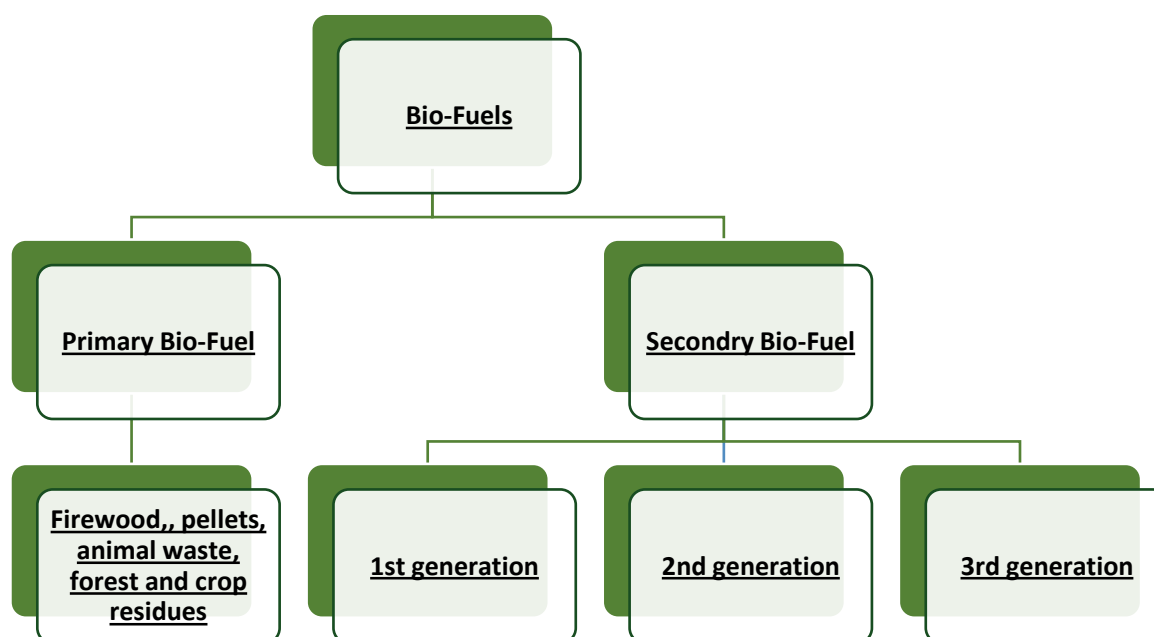 Bio-Fuels
Primary Bio-Fuel
Secondry Bio-Fuel
Firewood,, pellets,
animal waste,
forest and crop
residues
1st generation
2nd generation
3rd generation